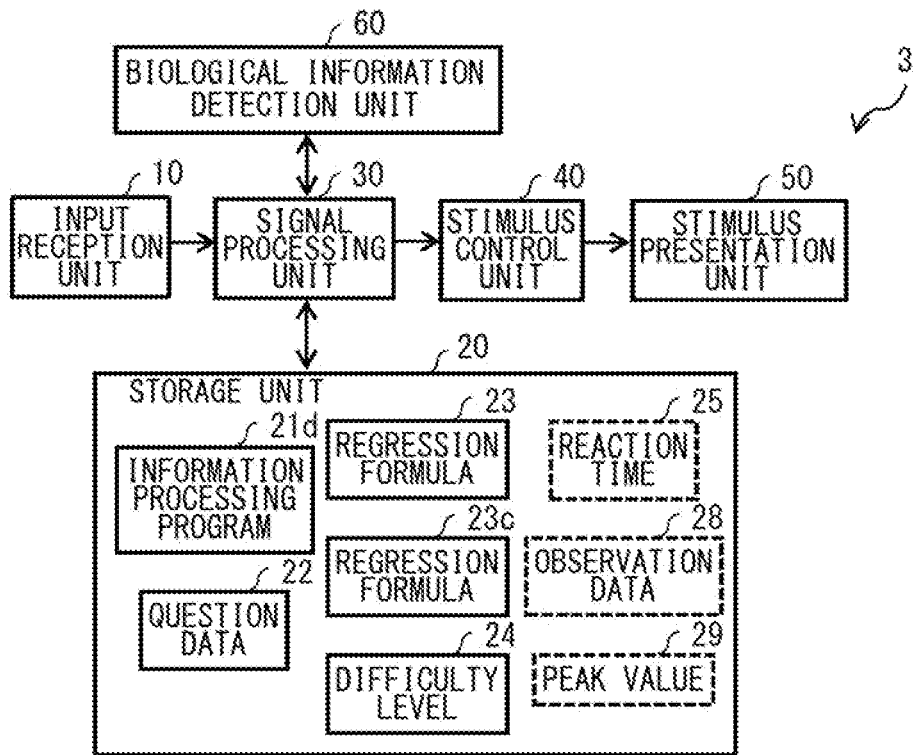 60
BIOLOGICAL INFORMATION
DETECTION UNIT
3
10
INPUT
RECEPTION
UNIT
30
SIGNAL
PROCESSING
UNIT
40
STIMULUS
CONTROL
UNIT
50
STIMULUS
PRESENTATION
UNIT
20
STORAGE UNIT
21d
INFORMATION
PROCESSING
PROGRAM
22
QUESTION
DATA
23
REGRESSION
FORMULA
23c
REGRESSION
FORMULA
24
DIFFICULTY
LEVEL
25
REACTION
TIME
28
OBSERVATION
DATA
29
PEAK VALUE